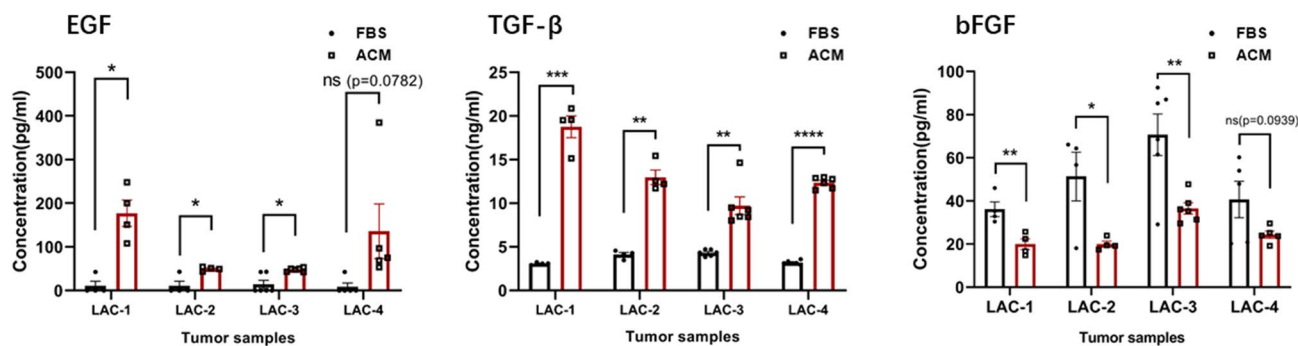 EGF
FBS
ACM
Concentration(pg/ml)
500
400
300
200
100
0
*
*
*
ns (p=0.0782)
LAC-1
LAC-2
LAC-3
LAC-4
Tumor samples
TGF-β
FBS
ACM
Concentration(ng/ml)
25
20
15
10
5
0
***
**
**
****
LAC-1
LAC-2
LAC-3
LAC-4
Tumor samples
bFGF
FBS
ACM
Concentration(pg/ml)
100
80
60
40
20
0
**
*
**
ns(p=0.0939)
LAC-1
LAC-2
LAC-3
LAC-4
Tumor samples